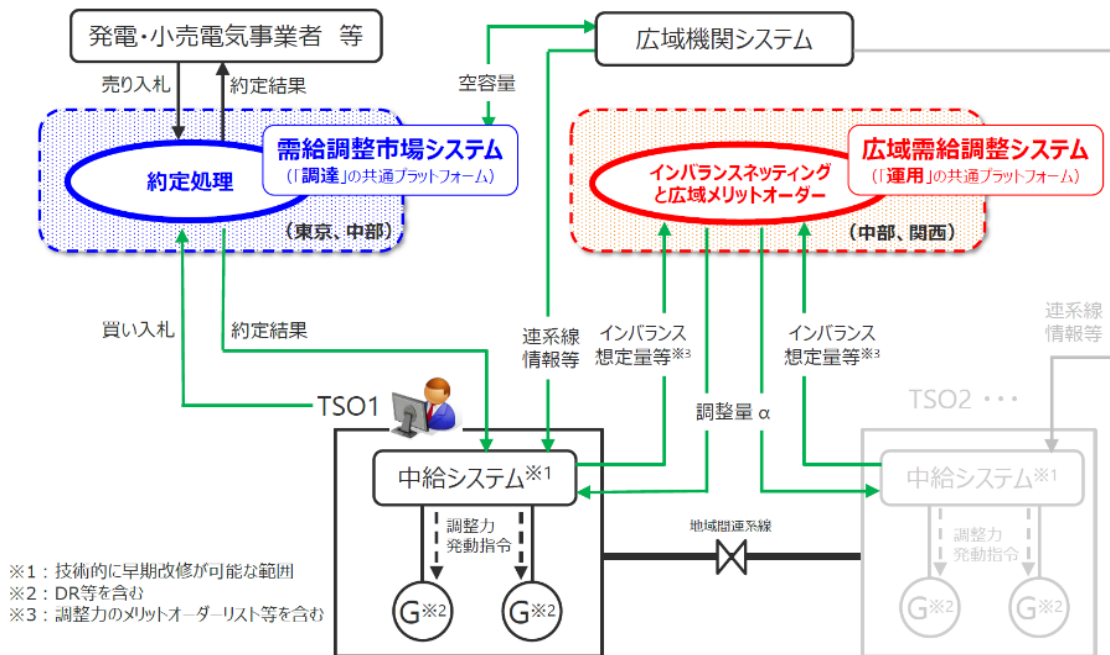 発電・小売電気事業者 等
広域機関システム
売り入札
約定結果
空容量
需給調整市場システム
(「調達」の共通プラットフォーム)
約定処理
(東京、中部)
広域需給調整システム
(「運用」の共通プラットフォーム)
インバランスネッティング
と広域メリットオーダー
(中部、関西)
買い入札
約定結果
連系線
情報等
インバランス
想定量等※3
インバランス
想定量等※3
連系線
情報等
調整量 α
TSO1
TSO2 ・・・
中給システム※1
中給システム※1
調整力
発動指令
地域間連系線
調整力
発動指令
G※2
G※2
G※2
G※2
※1：技術的に早期改修が可能な範囲
※2：DR等を含む
※3：調整力のメリットオーダーリスト等を含む